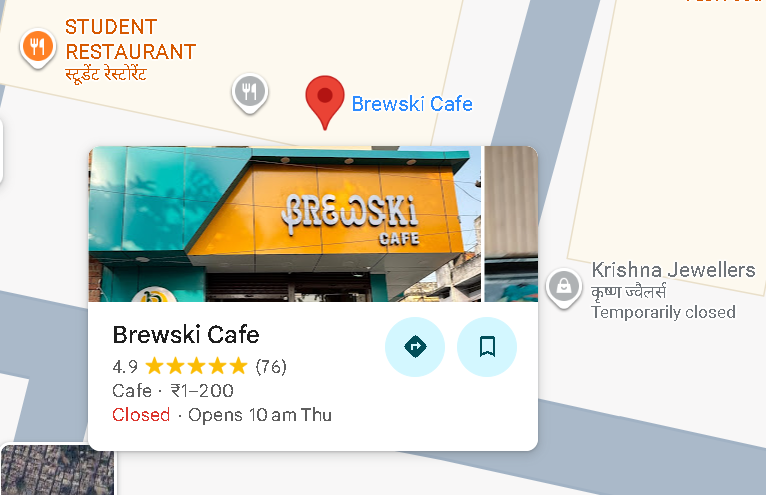 STUDENT
RESTAURANT
स्टूडेंट रेस्टोरेंट
Brewski Cafe
BREWSKi
CAFE
Krishna Jewellers
कृष्ण ज्वैलर्स
Temporarily closed
Brewski Cafe
4.9 ★★★★★ (76)
Cafe · ₹1–200
Closed · Opens 10 am Thu